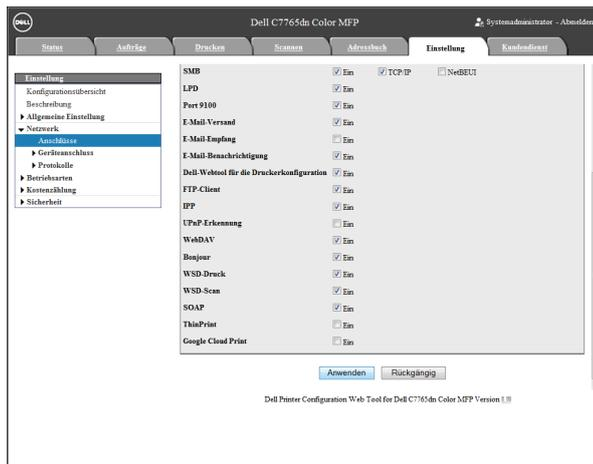 DELL
Dell C7765dn Color MFP
Systemadministrator - Abmelden
Status Aufträge Drucken Scannen Adressbuch Einstellung Kundendienst
Einstellung
Konfigurationsübersicht
Beschreibung
Allgemeine Einstellung
Netzwerk
Anschlüsse
Geräteanschluss
Protokolle
Betriebsarten
Kostenzählung
Sicherheit
SMB Ein TCP/IP NetBEUI
LPD Ein
Port 9100 Ein
E-Mail-Versand Ein
E-Mail-Empfang Ein
E-Mail-Benachrichtigung Ein
Dell-Webtool für die Druckerkonfiguration Ein
FTP-Client Ein
IPP Ein
UPnP-Erkennung Ein
WebDAV Ein
Bonjour Ein
WSD-Druck Ein
WSD-Scan Ein
SOAP Ein
ThinPrint Ein
Google Cloud Print Ein
Anwenden Rückgängig
Dell Printer Configuration Web Tool for Dell C7765dn Color MFP Version